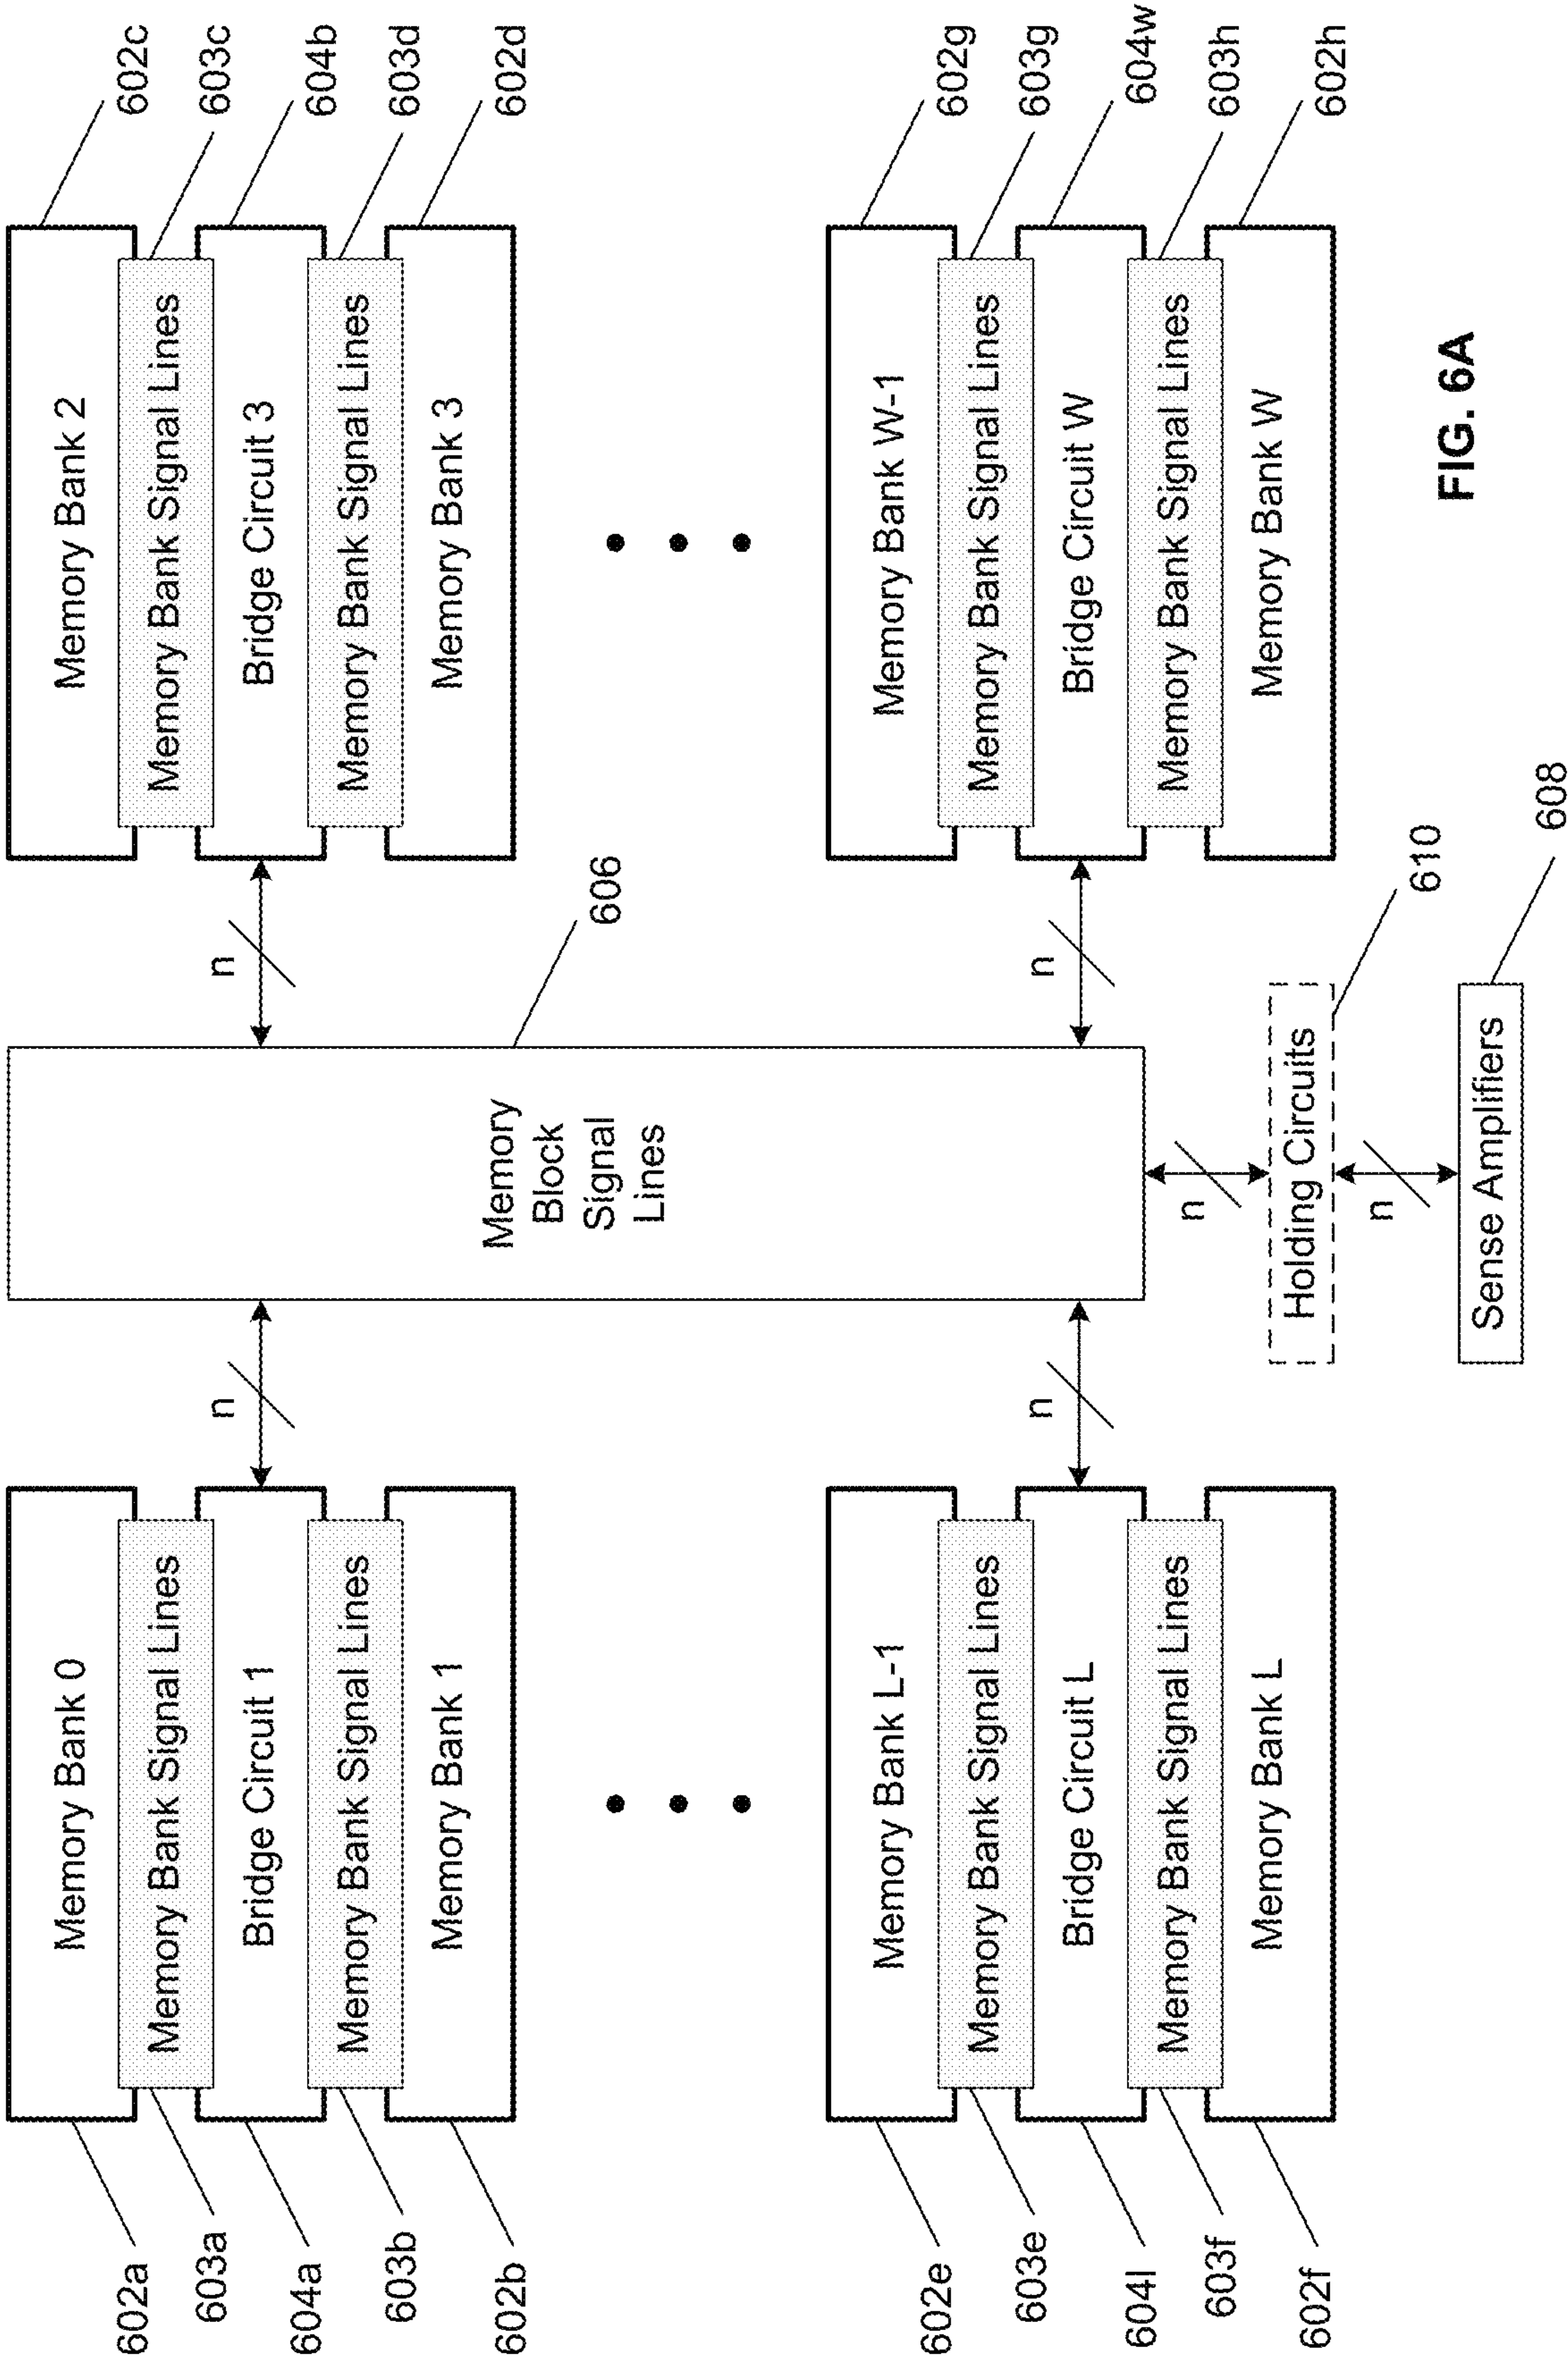 Memory Bank 0
Memory Bank Signal Lines
Bridge Circuit 1
Memory Bank Signal Lines
Memory Bank 1
602a
603a
604a
603b
602b
n
Memory Bank L-1
Memory Bank Signal Lines
Bridge Circuit L
Memory Bank Signal Lines
Memory Bank L
602e
603e
604l
603f
602f
n
Memory
Block
Signal
Lines
606
n
Holding Circuits
610
n
Sense Amplifiers
608
Memory Bank 2
Memory Bank Signal Lines
Bridge Circuit 3
Memory Bank Signal Lines
Memory Bank 3
602c
603c
604b
603d
602d
n
Memory Bank W-1
Memory Bank Signal Lines
Bridge Circuit W
Memory Bank Signal Lines
Memory Bank W
602g
603g
604w
603h
602h
n
FIG. 6A